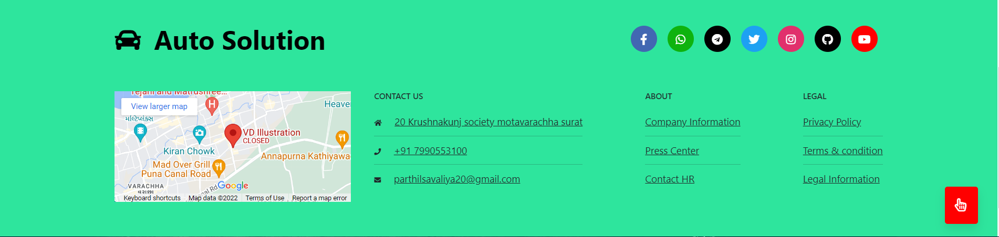 Auto Solution
Tejani and Matrushree...
View larger map
Heaven
મલ્ટિપ્લેક્સ
VD Illustration
CLOSED
Kiran Chowk
Annapurna Kathiyawa
Mad Over Grill
Puna Canal Road
VARACHHA
વરાછા
nal Rd
Google
Keyboard shortcuts
Map data ©2022
Terms of Use
Report a map error
CONTACT US
20 Krushnakunj society motavarachha surat
+91 7990553100
parthilsavaliya20@gmail.com
ABOUT
Company Information
Press Center
Contact HR
LEGAL
Privacy Policy
Terms & condition
Legal Information